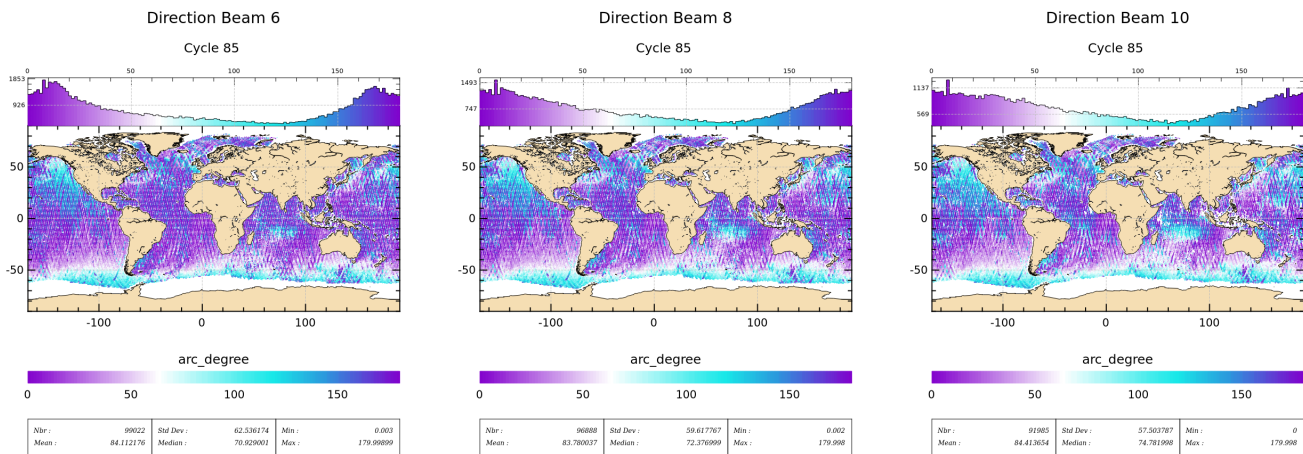 Direction Beam 6
Cycle 85
0 50 100 150
1853
926
50
0
-50
-100 0 100
arc_degree
0 50 100 150
Nbr : 99022 Std Dev : 62.536174 Min : 0.003
Mean : 84.112176 Median : 70.929001 Max : 179.99899
Direction Beam 8
Cycle 85
0 50 100 150
1493
747
50
0
-50
-100 0 100
arc_degree
0 50 100 150
Nbr : 96888 Std Dev : 59.617767 Min : 0.002
Mean : 83.780037 Median : 72.376999 Max : 179.998
Direction Beam 10
Cycle 85
0 50 100 150
1137
569
50
0
-50
-100 0 100
arc_degree
0 50 100 150
Nbr : 91985 Std Dev : 57.503787 Min : 0
Mean : 84.413654 Median : 74.781998 Max : 179.998